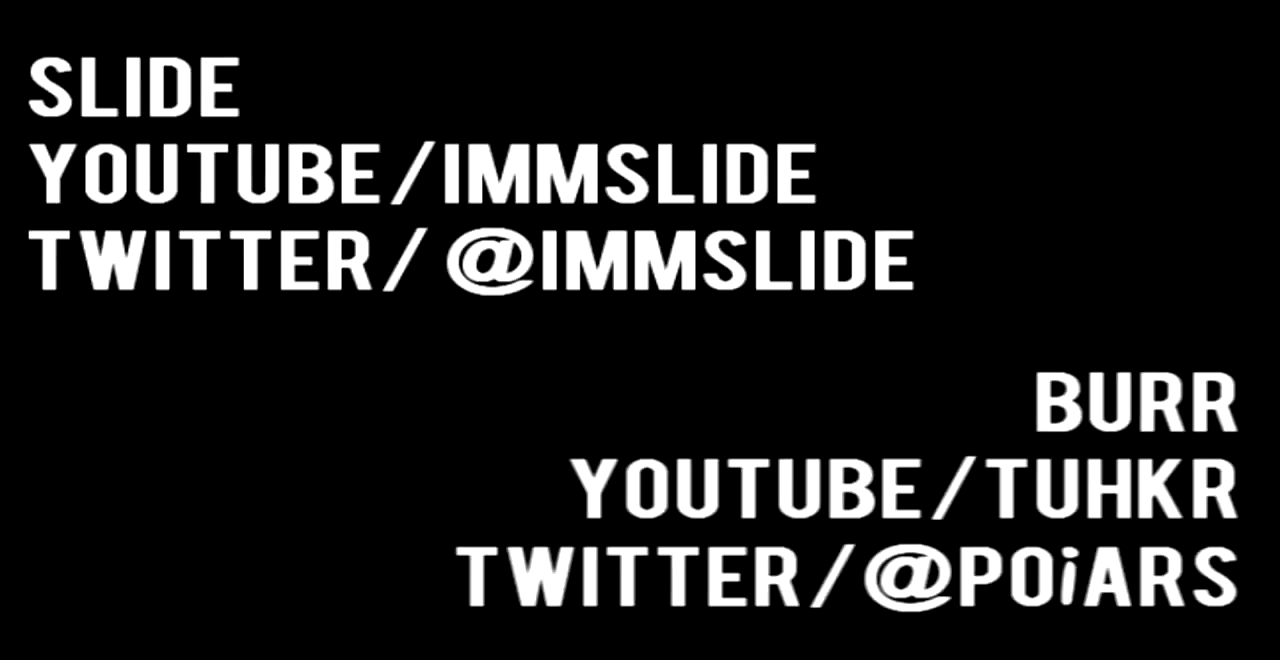 SLIDE
YOUTUBE/IMMSLIDE
TWITTER/ @IMMSLIDE
BURR
YOUTUBE/TUHKR
TWITTER/@POiARS